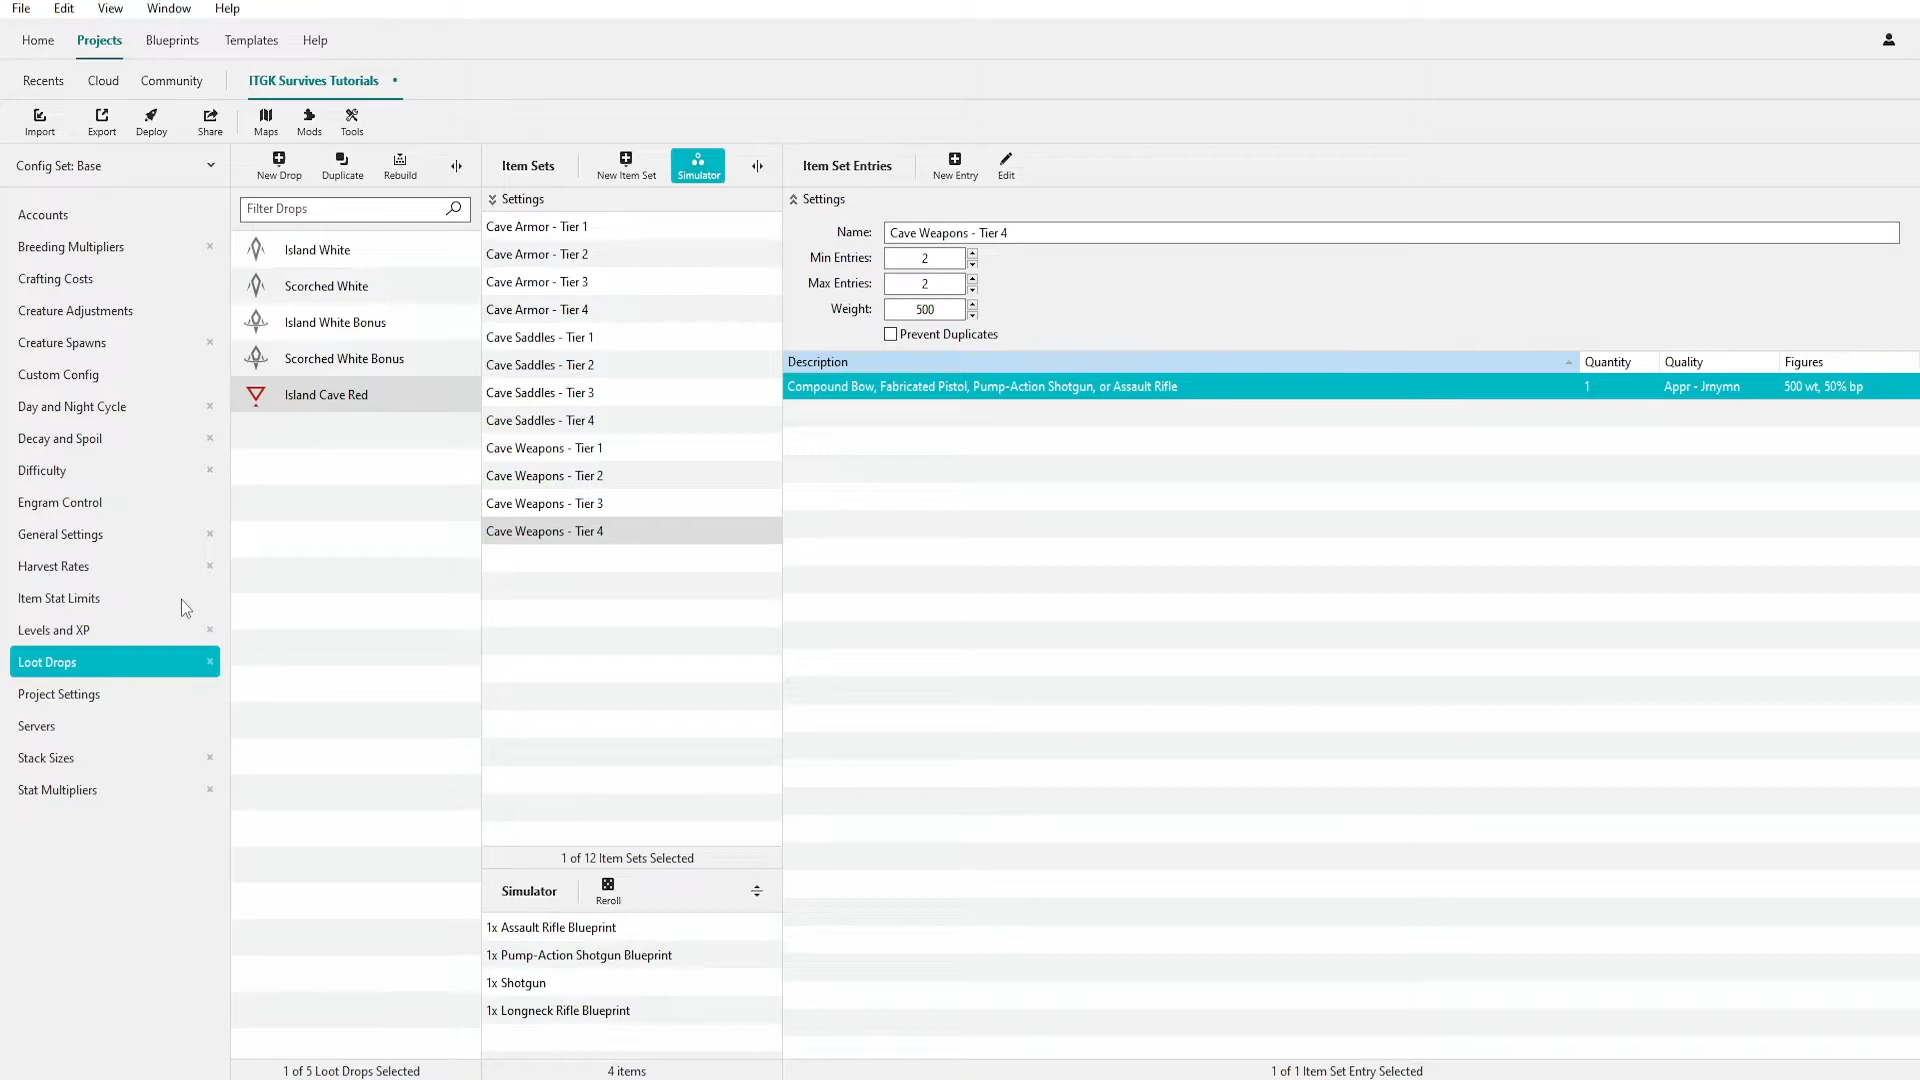 File Edit View Window Help
Home Projects Blueprints Templates Help
Recents Cloud Community ITGK Survives Tutorials •
Import Export Deploy Share Maps Mods Tools
Config Set: Base
Accounts
Breeding Multipliers
Crafting Costs
Creature Adjustments
Creature Spawns
Custom Config
Day and Night Cycle
Decay and Spoil
Difficulty
Engram Control
General Settings
Harvest Rates
Item Stat Limits
Levels and XP
Loot Drops
Project Settings
Servers
Stack Sizes
Stat Multipliers
New Drop Duplicate Rebuild
Filter Drops
Island White
Scorched White
Island White Bonus
Scorched White Bonus
Island Cave Red
1 of 5 Loot Drops Selected
Item Sets New Item Set Simulator
Settings
Cave Armor - Tier 1
Cave Armor - Tier 2
Cave Armor - Tier 3
Cave Armor - Tier 4
Cave Saddles - Tier 1
Cave Saddles - Tier 2
Cave Saddles - Tier 3
Cave Saddles - Tier 4
Cave Weapons - Tier 1
Cave Weapons - Tier 2
Cave Weapons - Tier 3
Cave Weapons - Tier 4
1 of 12 Item Sets Selected
Simulator Reroll
1x Assault Rifle Blueprint
1x Pump-Action Shotgun Blueprint
1x Shotgun
1x Longneck Rifle Blueprint
4 items
Item Set Entries New Entry Edit
Settings
Name: Cave Weapons - Tier 4
Min Entries: 2
Max Entries: 2
Weight: 500
Prevent Duplicates
Description Quantity Quality Figures
Compound Bow, Fabricated Pistol, Pump-Action Shotgun, or Assault Rifle 1 Appr - Jrnymn 500 wt, 50% bp
1 of 1 Item Set Entry Selected